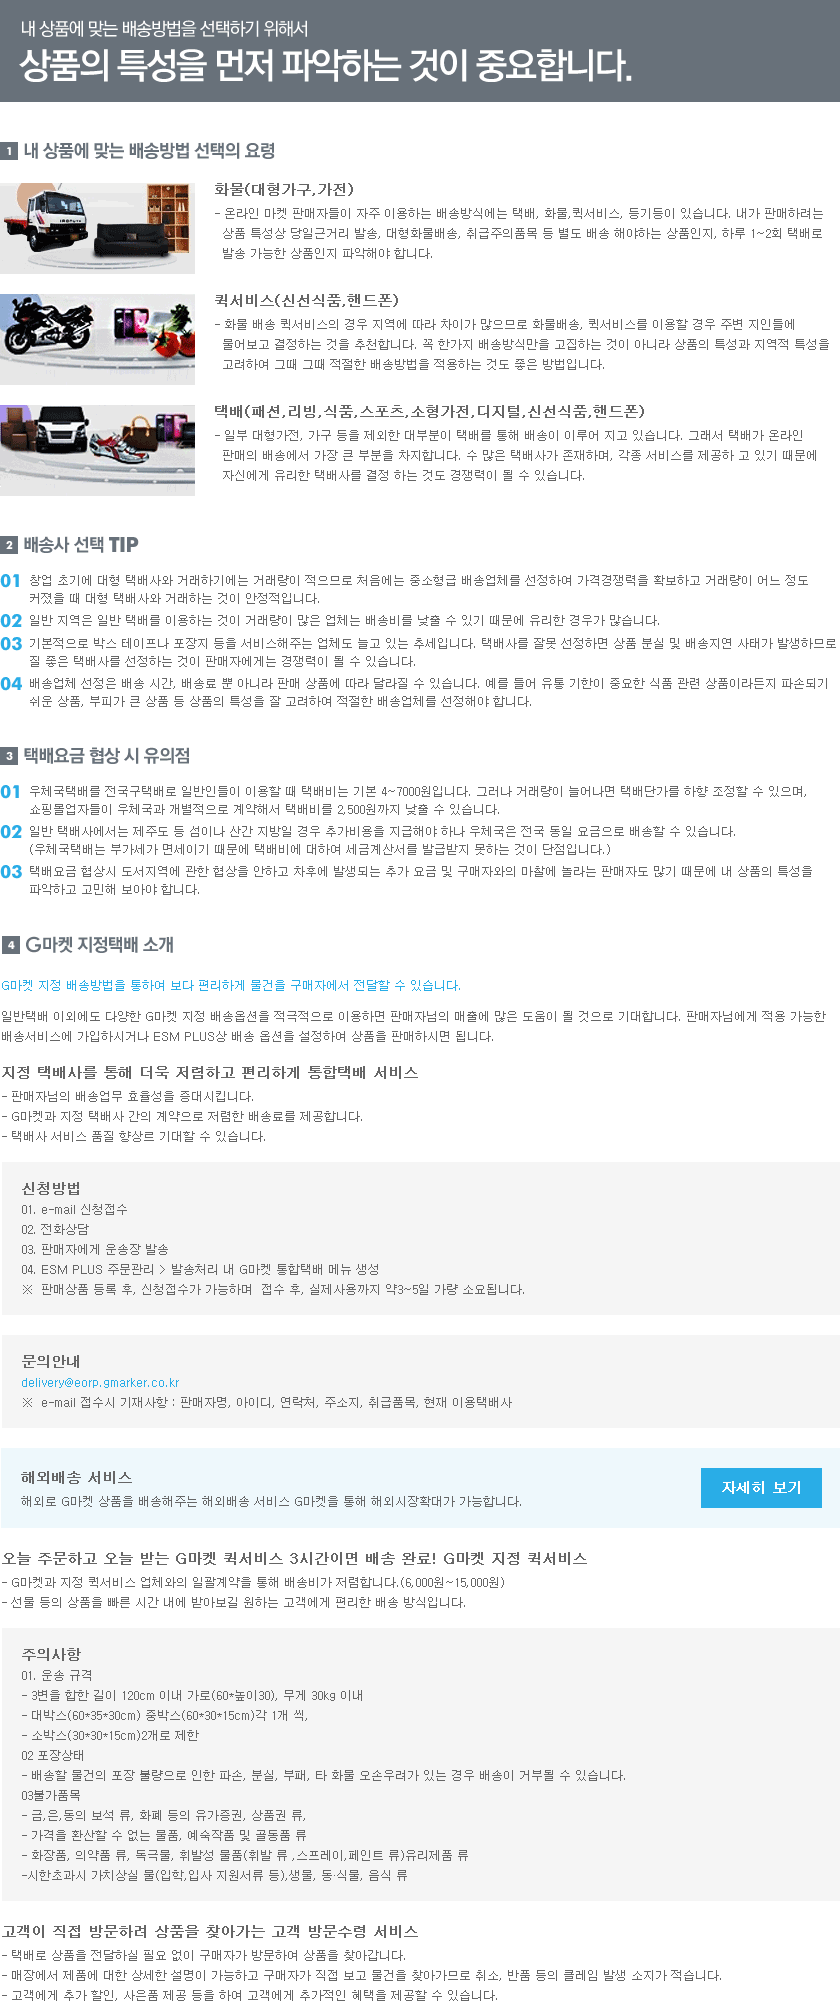 내 상품에 맞는 배송방법을 선택하기 위해서
상품의 특성을 먼저 파악하는 것이 중요합니다.
1 내 상품에 맞는 배송방법 선택의 요령
화물(대형가구,가전)
- 온라인 마켓 판매자들이 자주 이용하는 배송방식에는 택배, 화물,퀵서비스, 등기등이 있습니다. 내가 판매하려는
상품 특성상 당일근거리 발송, 대형화물배송, 취급주의품목 등 별도 배송 해야하는 상품인지, 하루 1~2회 택배로
발송 가능한 상품인지 파악해야 합니다.
퀵서비스(신선식품,핸드폰)
- 화물 배송 퀵서비스의 경우 지역에 따라 차이가 많으므로 화물배송, 퀵서비스를 이용할 경우 주변 지인들에
물어보고 결정하는 것을 추천합니다. 꼭 한가지 배송방식만을 고집하는 것이 아니라 상품의 특성과 지역적 특성을
고려하여 그때 그때 적절한 배송방법을 적용하는 것도 좋은 방법입니다.
택배(패션,리빙,식품,스포츠,소형가전,디지털,신선식품,핸드폰)
- 일부 대형가전, 가구 등을 제외한 대부분이 택배를 통해 배송이 이루어 지고 있습니다. 그래서 택배가 온라인
판매의 배송에서 가장 큰 부분을 차지합니다. 수 많은 택배사가 존재하며, 각종 서비스를 제공하 고 있기 때문에
자신에게 유리한 택배사를 결정 하는 것도 경쟁력이 될 수 있습니다.
2 배송사 선택 TIP
01 창업 초기에 대형 택배사와 거래하기에는 거래량이 적으므로 처음에는 중소형급 배송업체를 선정하여 가격경쟁력을 확보하고 거래량이 어느 정도
커졌을 때 대형 택배사와 거래하는 것이 안정적입니다.
02 일반 지역은 일반 택배를 이용하는 것이 거래량이 많은 업체는 배송비를 낮출 수 있기 때문에 유리한 경우가 많습니다.
03 기본적으로 박스 테이프나 포장지 등을 서비스해주는 업체도 늘고 있는 추세입니다. 택배사를 잘못 선정하면 상품 분실 및 배송지연 사태가 발생하므로
질 좋은 택배사를 선정하는 것이 판매자에게는 경쟁력이 될 수 있습니다.
04 배송업체 선정은 배송 시간, 배송료 뿐 아니라 판매 상품에 따라 달라질 수 있습니다. 예를 들어 유통 기한이 중요한 식품 관련 상품이라든지 파손되기
쉬운 상품, 부피가 큰 상품 등 상품의 특성을 잘 고려하여 적절한 배송업체를 선정해야 합니다.
3 택배요금 협상 시 유의점
01 우체국택배를 전국구택배로 일반인들이 이용할 때 택배비는 기본 4~7000원입니다. 그러나 거래량이 늘어나면 택배단가를 하향 조정할 수 있으며,
쇼핑몰업자들이 우체국과 개별적으로 계약해서 택배비를 2,500원까지 낮출 수 있습니다.
02 일반 택배사에서는 제주도 등 섬이나 산간 지방일 경우 추가비용을 지급해야 하나 우체국은 전국 동일 요금으로 배송할 수 있습니다.
(우체국택배는 부가세가 면세이기 때문에 택배비에 대하여 세금계산서를 발급받지 못하는 것이 단점입니다.)
03 택배요금 협상시 도서지역에 관한 협상을 안하고 차후에 발생되는 추가 요금 및 구매자와의 마찰에 놀라는 판매자도 많기 때문에 내 상품의 특성을
파악하고 고민해 보아야 합니다.
4 G마켓 지정택배 소개
G마켓 지정 배송방법을 통하여 보다 편리하게 물건을 구매자에서 전달할 수 있습니다.
일반택배 이외에도 다양한 G마켓 지정 배송옵션을 적극적으로 이용하면 판매자님의 매출에 많은 도움이 될 것으로 기대합니다. 판매자님에게 적용 가능한
배송서비스에 가입하시거나 ESM PLUS상 배송 옵션을 설정하여 상품을 판매하시면 됩니다.
지정 택배사를 통해 더욱 저렴하고 편리하게 통합택배 서비스
- 판매자님의 배송업무 효율성을 증대시킵니다.
- G마켓과 지정 택배사 간의 계약으로 저렴한 배송료를 제공합니다.
- 택배사 서비스 품질 향상르 기대할 수 있습니다.
신청방법
01. e-mail 신청접수
02. 전화상담
03. 판매자에게 운송장 발송
04. ESM PLUS 주문관리 > 발송처리 내 G마켓 통합택배 메뉴 생성
※ 판매상품 등록 후, 신청접수가 가능하며 접수 후, 실제사용까지 약3~5일 가량 소요됩니다.
문의안내
delivery@eorp.gmarker.co.kr
※ e-mail 접수시 기재사항 : 판매자명, 아이디, 연락처, 주소지, 취급품목, 현재 이용택배사
해외배송 서비스
해외로 G마켓 상품을 배송해주는 해외배송 서비스 G마켓을 통해 해외시장확대가 가능합니다.
자세히 보기
오늘 주문하고 오늘 받는 G마켓 퀵서비스 3시간이면 배송 완료! G마켓 지정 퀵서비스
- G마켓과 지정 퀵서비스 업체와의 일괄계약을 통해 배송비가 저렴합니다.(6,000원~15,000원)
- 선물 등의 상품을 빠른 시간 내에 받아보길 원하는 고객에게 편리한 배송 방식입니다.
주의사항
01. 운송 규격
- 3변을 합한 길이 120cm 이내 가로(60*높이30), 무게 30kg 이내
- 대박스(60*35*30cm) 중박스(60*30*15cm)각 1개 씩,
- 소박스(30*30*15cm)2개로 제한
02 포장상태
- 배송할 물건의 포장 불량으로 인한 파손, 분실, 부패, 타 화물 오손우려가 있는 경우 배송이 거부될 수 있습니다.
03불가품목
- 금,은,동의 보석 류, 화폐 등의 유가증권, 상품권 류,
- 가격을 환산할 수 없는 물품, 예숙작품 및 골동품 류
- 화장품, 의약품 류, 독극물, 휘발성 물품(휘발 류 ,스프레이,페인트 류)유리제품 류
-시한초과시 가치상실 물(입학,입사 지원서류 등),생물, 동·식물, 음식 류
고객이 직접 방문하려 상품을 찾아가는 고객 방문수령 서비스
- 택배로 상품을 전달하실 필요 없이 구매자가 방문하여 상품을 찾아갑니다.
- 매장에서 제품에 대한 상세한 설명이 가능하고 구매자가 직접 보고 물건을 찾아가므로 취소, 반품 등의 클레임 발생 소지가 적습니다.
- 고객에게 추가 할인, 사은품 제공 등을 하여 고객에게 추가적인 혜택을 제공할 수 있습니다.